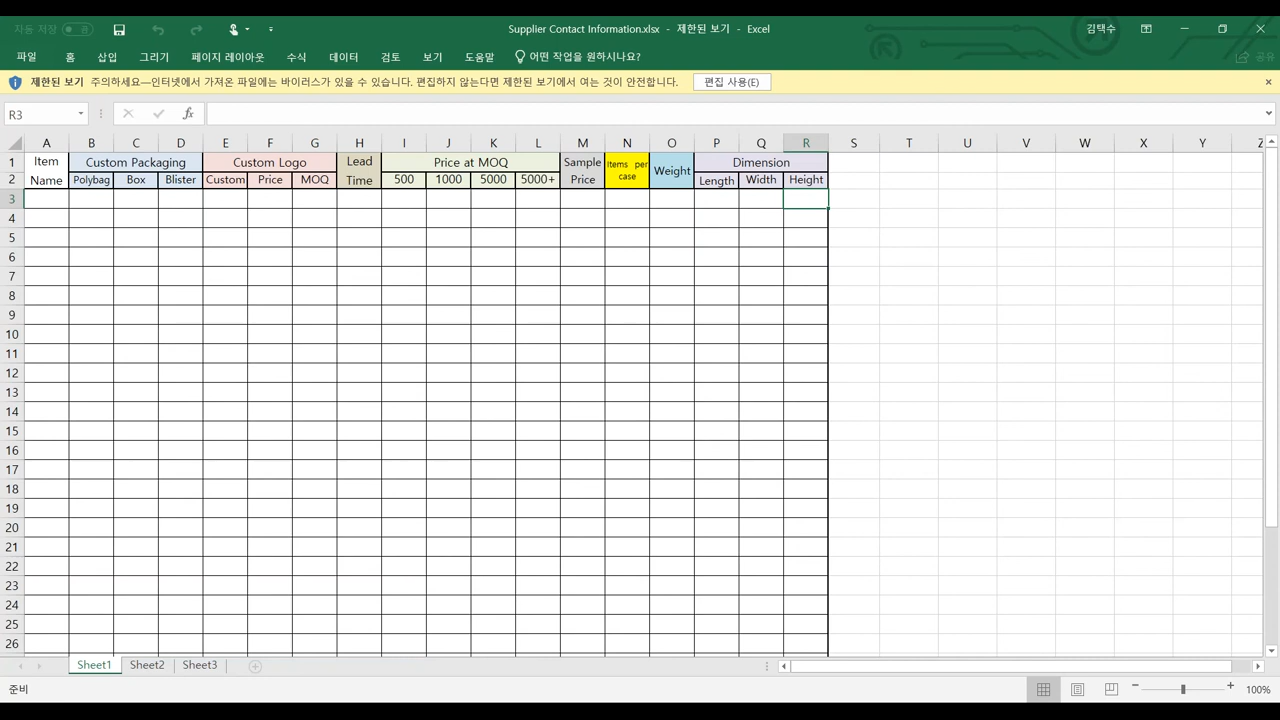 자동 저장 끔 Supplier Contact Information.xlsx - 제한된 보기 - Excel 김택수
파일 홈 삽입 그리기 페이지 레이아웃 수식 데이터 검토 보기 도움말 어떤 작업을 원하시나요? 공유
제한된 보기 주의하세요—인터넷에서 가져온 파일에는 바이러스가 있을 수 있습니다. 편집하지 않는다면 제한된 보기에서 여는 것이 안전합니다. 편집 사용(E)
R3 fx
A B C D E F G H I J K L M N O P Q R S T U V W X Y Z
1 Item Custom Packaging Custom Logo Lead Price at MOQ Sample Items per case Weight Dimension
2 Name Polybag Box Blister Custom Price MOQ Time 500 1000 5000 5000+ Price Length Width Height
3
4
5
6
7
8
9
10
11
12
13
14
15
16
17
18
19
20
21
22
23
24
25
26
Sheet1 Sheet2 Sheet3
준비 100%